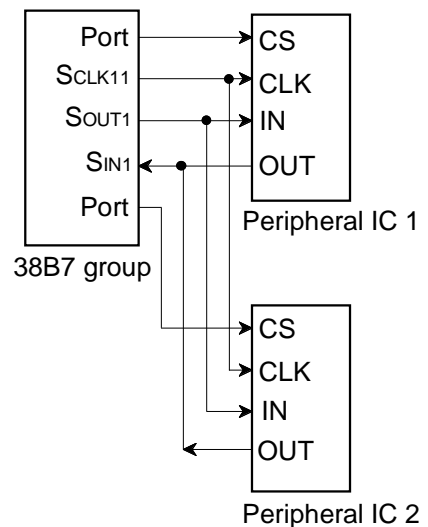 Port
SCLK11
SOUT1
SIN1
Port
38B7 group
CS
CLK
IN
OUT
Peripheral IC 1
CS
CLK
IN
OUT
Peripheral IC 2